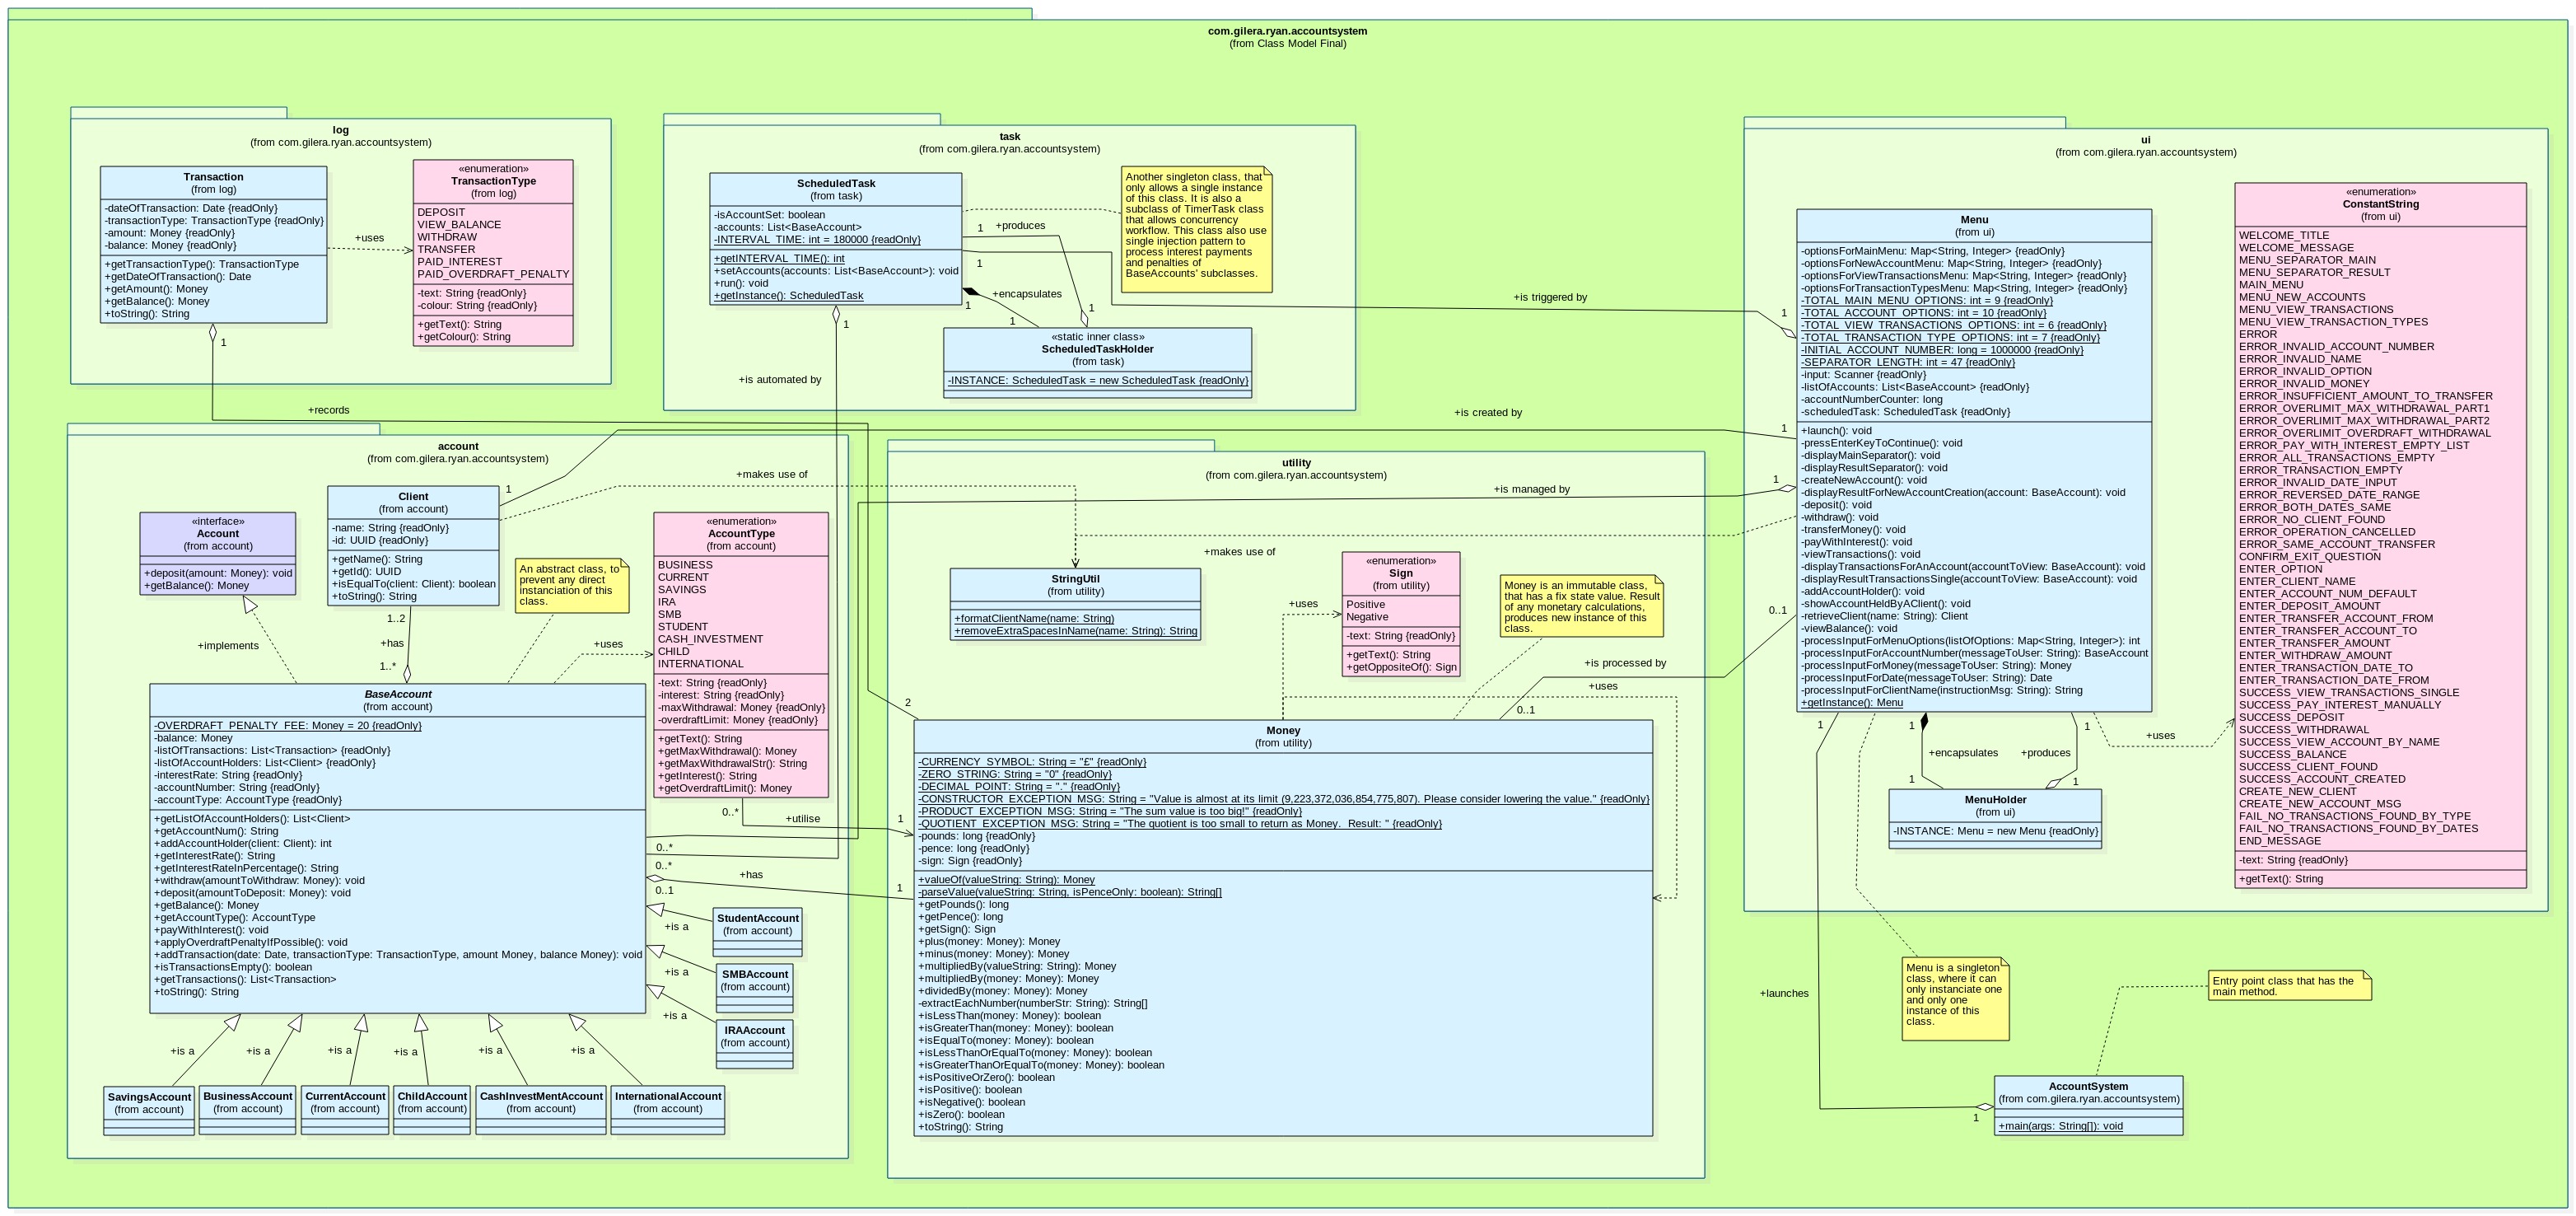 com.gilera.ryan.accountsystem
(from Class Model Final)
log
(from com.gilera.ryan.accountsystem)
Transaction
(from log)
-dateOfTransaction: Date {readOnly}
-transactionType: TransactionType {readOnly}
-amount: Money {readOnly}
-balance: Money {readOnly}
+getTransactionType(): TransactionType
+getDateOfTransaction(): Date
+getAmount(): Money
+getBalance(): Money
+toString(): String
1
+uses
«enumeration»
TransactionType
(from log)
DEPOSIT
VIEW_BALANCE
WITHDRAW
TRANSFER
PAID_INTEREST
PAID_OVERDRAFT_PENALTY
-text: String {readOnly}
-colour: String {readOnly}
+getText(): String
+getColour(): String
+records
task
(from com.gilera.ryan.accountsystem)
ScheduledTask
(from task)
-isAccountSet: boolean
-accounts: List<BaseAccount>
-INTERVAL_TIME: int = 180000 {readOnly}
+getINTERVAL_TIME(): int
+setAccounts(accounts: List<BaseAccount>): void
+run(): void
+getInstance(): ScheduledTask
Another singleton class, that
only allows a single instance
of this class. It is also a
subclass of TimerTask class
that allows concurrency
workflow. This class also use
single injection pattern to
process interest payments
and penalties of
BaseAccounts' subclasses.
1
+produces
1
1
+encapsulates
1
1
1
«static inner class»
ScheduledTaskHolder
(from task)
-INSTANCE: ScheduledTask = new ScheduledTask {readOnly}
+is automated by
+is triggered by
1
+is created by
1
+is managed by
1
ui
(from com.gilera.ryan.accountsystem)
Menu
(from ui)
-optionsForMainMenu: Map<String, Integer> {readOnly}
-optionsForNewAccountMenu: Map<String, Integer> {readOnly}
-optionsForViewTransactionsMenu: Map<String, Integer> {readOnly}
-optionsForTransactionTypesMenu: Map<String, Integer> {readOnly}
-TOTAL_MAIN_MENU_OPTIONS: int = 9 {readOnly}
-TOTAL_ACCOUNT_OPTIONS: int = 10 {readOnly}
-TOTAL_VIEW_TRANSACTIONS_OPTIONS: int = 6 {readOnly}
-TOTAL_TRANSACTION_TYPE_OPTIONS: int = 7 {readOnly}
-INITIAL_ACCOUNT_NUMBER: long = 1000000 {readOnly}
-SEPARATOR_LENGTH: int = 47 {readOnly}
-input: Scanner {readOnly}
-listOfAccounts: List<BaseAccount> {readOnly}
-accountNumberCounter: long
-scheduledTask: ScheduledTask {readOnly}
+launch(): void
-pressEnterKeyToContinue(): void
-displayMainSeparator(): void
-displayResultSeparator(): void
-createNewAccount(): void
-displayResultForNewAccountCreation(account: BaseAccount): void
-deposit(): void
-withdraw(): void
-transferMoney(): void
-payWithInterest(): void
-viewTransactions(): void
-displayTransactionsForAnAccount(accountToView: BaseAccount): void
-displayResultTransactionsSingle(accountToView: BaseAccount): void
-addAccountHolder(): void
-showAccountHeldByAClient(): void
-retrieveClient(name: String): Client
-viewBalance(): void
-processInputForMenuOptions(listOfOptions: Map<String, Integer>): int
-processInputForAccountNumber(messageToUser: String): BaseAccount
-processInputForMoney(messageToUser: String): Money
-processInputForDate(messageToUser: String): Date
-processInputForClientName(instructionMsg: String): String
+getInstance(): Menu
«enumeration»
ConstantString
(from ui)
WELCOME_TITLE
WELCOME_MESSAGE
MENU_SEPARATOR_MAIN
MENU_SEPARATOR_RESULT
MAIN_MENU
MENU_NEW_ACCOUNTS
MENU_VIEW_TRANSACTIONS
MENU_VIEW_TRANSACTION_TYPES
ERROR
ERROR_INVALID_ACCOUNT_NUMBER
ERROR_INVALID_NAME
ERROR_INVALID_OPTION
ERROR_INVALID_MONEY
ERROR_INSUFFICIENT_AMOUNT_TO_TRANSFER
ERROR_OVERLIMIT_MAX_WITHDRAWAL_PART1
ERROR_OVERLIMIT_MAX_WITHDRAWAL_PART2
ERROR_OVERLIMIT_OVERDRAFT_WITHDRAWAL
ERROR_PAY_WITH_INTEREST_EMPTY_LIST
ERROR_ALL_TRANSACTIONS_EMPTY
ERROR_TRANSACTION_EMPTY
ERROR_INVALID_DATE_INPUT
ERROR_REVERSED_DATE_RANGE
ERROR_BOTH_DATES_SAME
ERROR_NO_CLIENT_FOUND
ERROR_OPERATION_CANCELLED
ERROR_SAME_ACCOUNT_TRANSFER
CONFIRM_EXIT_QUESTION
ENTER_OPTION
ENTER_CLIENT_NAME
ENTER_ACCOUNT_NUM_DEFAULT
ENTER_DEPOSIT_AMOUNT
ENTER_TRANSFER_ACCOUNT_FROM
ENTER_TRANSFER_ACCOUNT_TO
ENTER_TRANSFER_AMOUNT
ENTER_WITHDRAW_AMOUNT
ENTER_TRANSACTION_DATE_TO
ENTER_TRANSACTION_DATE_FROM
SUCCESS_VIEW_TRANSACTIONS_SINGLE
SUCCESS_PAY_INTEREST_MANUALLY
SUCCESS_DEPOSIT
SUCCESS_WITHDRAWAL
SUCCESS_VIEW_ACCOUNT_BY_NAME
SUCCESS_BALANCE
SUCCESS_CLIENT_FOUND
SUCCESS_ACCOUNT_CREATED
CREATE_NEW_CLIENT
CREATE_NEW_ACCOUNT_MSG
FAIL_NO_TRANSACTIONS_FOUND_BY_TYPE
FAIL_NO_TRANSACTIONS_FOUND_BY_DATES
END_MESSAGE
-text: String {readOnly}
+getText(): String
+uses
1
+encapsulates
1
1
+produces
1
MenuHolder
(from ui)
-INSTANCE: Menu = new Menu {readOnly}
account
(from com.gilera.ryan.accountsystem)
Client
(from account)
-name: String {readOnly}
-id: UUID {readOnly}
+getName(): String
+getId(): UUID
+isEqualTo(client: Client): boolean
+toString(): String
1
+makes use of
«interface»
Account
(from account)
+deposit(amount: Money): void
+getBalance(): Money
+implements
An abstract class, to
prevent any direct
instanciation of this
class.
1..2
+has
1..*
+uses
«enumeration»
AccountType
(from account)
BUSINESS
CURRENT
SAVINGS
IRA
SMB
STUDENT
CASH_INVESTMENT
CHILD
INTERNATIONAL
-text: String {readOnly}
-interest: String {readOnly}
-maxWithdrawal: Money {readOnly}
-overdraftLimit: Money {readOnly}
+getText(): String
+getMaxWithdrawal(): Money
+getMaxWithdrawalStr(): String
+getInterest(): String
+getOverdraftLimit(): Money
0..*
+utilise
1
BaseAccount
(from account)
-OVERDRAFT_PENALTY_FEE: Money = 20 {readOnly}
-balance: Money
-listOfTransactions: List<Transaction> {readOnly}
-listOfAccountHolders: List<Client> {readOnly}
-interestRate: String {readOnly}
-accountNumber: String {readOnly}
-accountType: AccountType {readOnly}
+getListOfAccountHolders(): List<Client>
+getAccountNum(): String
+addAccountHolder(client: Client): int
+getInterestRate(): String
+getInterestRateInPercentage(): String
+withdraw(amountToWithdraw: Money): void
+deposit(amountToDeposit: Money): void
+getBalance(): Money
+getAccountType(): AccountType
+payWithInterest(): void
+applyOverdraftPenaltyIfPossible(): void
+addTransaction(date: Date, transactionType: TransactionType, amount Money, balance Money): void
+isTransactionsEmpty(): boolean
+getTransactions(): List<Transaction>
+toString(): String
0..*
0..*
0..1
+has
1
StudentAccount
(from account)
+is a
SMBAccount
(from account)
+is a
IRAAccount
(from account)
+is a
+is a
+is a
+is a
+is a
+is a
+is a
SavingsAccount
(from account)
BusinessAccount
(from account)
CurrentAccount
(from account)
ChildAccount
(from account)
CashInvestMentAccount
(from account)
InternationalAccount
(from account)
utility
(from com.gilera.ryan.accountsystem)
+makes use of
StringUtil
(from utility)
+formatClientName(name: String)
+removeExtraSpacesInName(name: String): String
+uses
«enumeration»
Sign
(from utility)
Positive
Negative
-text: String {readOnly}
+getText(): String
+getOppositeOf(): Sign
Money is an immutable class,
that has a fix state value. Result
of any monetary calculations,
produces new instance of this
class.
+is processed by
0..1
+uses
0..1
2
Money
(from utility)
-CURRENCY_SYMBOL: String = "£" {readOnly}
-ZERO_STRING: String = "0" {readOnly}
-DECIMAL_POINT: String = "." {readOnly}
-CONSTRUCTOR_EXCEPTION_MSG: String = "Value is almost at its limit (9,223,372,036,854,775,807). Please consider lowering the value." {readOnly}
-PRODUCT_EXCEPTION_MSG: String = "The sum value is too big!" {readOnly}
-QUOTIENT_EXCEPTION_MSG: String = "The quotient is too small to return as Money.  Result: " {readOnly}
-pounds: long {readOnly}
-pence: long {readOnly}
-sign: Sign {readOnly}
+valueOf(valueString: String): Money
-parseValue(valueString: String, isPenceOnly: boolean): String[]
+getPounds(): long
+getPence(): long
+getSign(): Sign
+plus(money: Money): Money
+minus(money: Money): Money
+multipliedBy(valueString: String): Money
+multipliedBy(money: Money): Money
+dividedBy(money: Money): Money
-extractEachNumber(numberStr: String): String[]
+isLessThan(money: Money): boolean
+isGreaterThan(money: Money): boolean
+isEqualTo(money: Money): boolean
+isLessThanOrEqualTo(money: Money): boolean
+isGreaterThanOrEqualTo(money: Money): boolean
+isPositiveOrZero(): boolean
+isPositive(): boolean
+isNegative(): boolean
+isZero(): boolean
+toString(): String
1
+launches
1
Menu is a singleton
class, where it can
only instanciate one
and only one
instance of this
class.
Entry point class that has the
main method.
AccountSystem
(from com.gilera.ryan.accountsystem)
+main(args: String[]): void